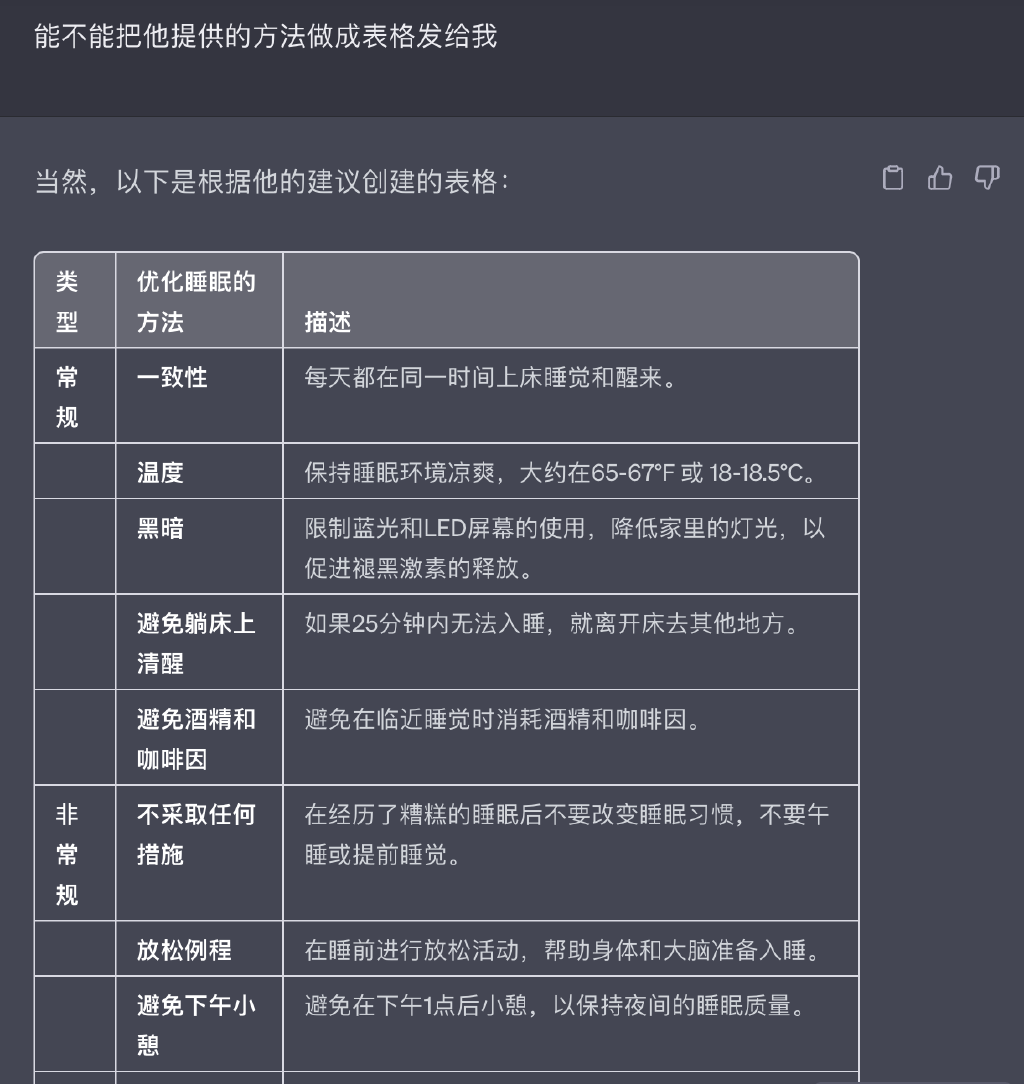 能不能把他提供的方法做成表格发给我
当然，以下是根据他的建议创建的表格：
类型
优化睡眠的方法
描述
常规
一致性
每天都在同一时间上床睡觉和醒来。
温度
保持睡眠环境凉爽，大约在65-67°F 或 18-18.5°C。
黑暗
限制蓝光和LED屏幕的使用，降低家里的灯光，以
促进褪黑激素的释放。
避免躺床上
清醒
如果25分钟内无法入睡，就离开床去其他地方。
避免酒精和
咖啡因
避免在临近睡觉时消耗酒精和咖啡因。
非常规
不采取任何
措施
在经历了糟糕的睡眠后不要改变睡眠习惯，不要午
睡或提前睡觉。
放松例程
在睡前进行放松活动，帮助身体和大脑准备入睡。
避免下午小
憩
避免在下午1点后小憩，以保持夜间的睡眠质量。